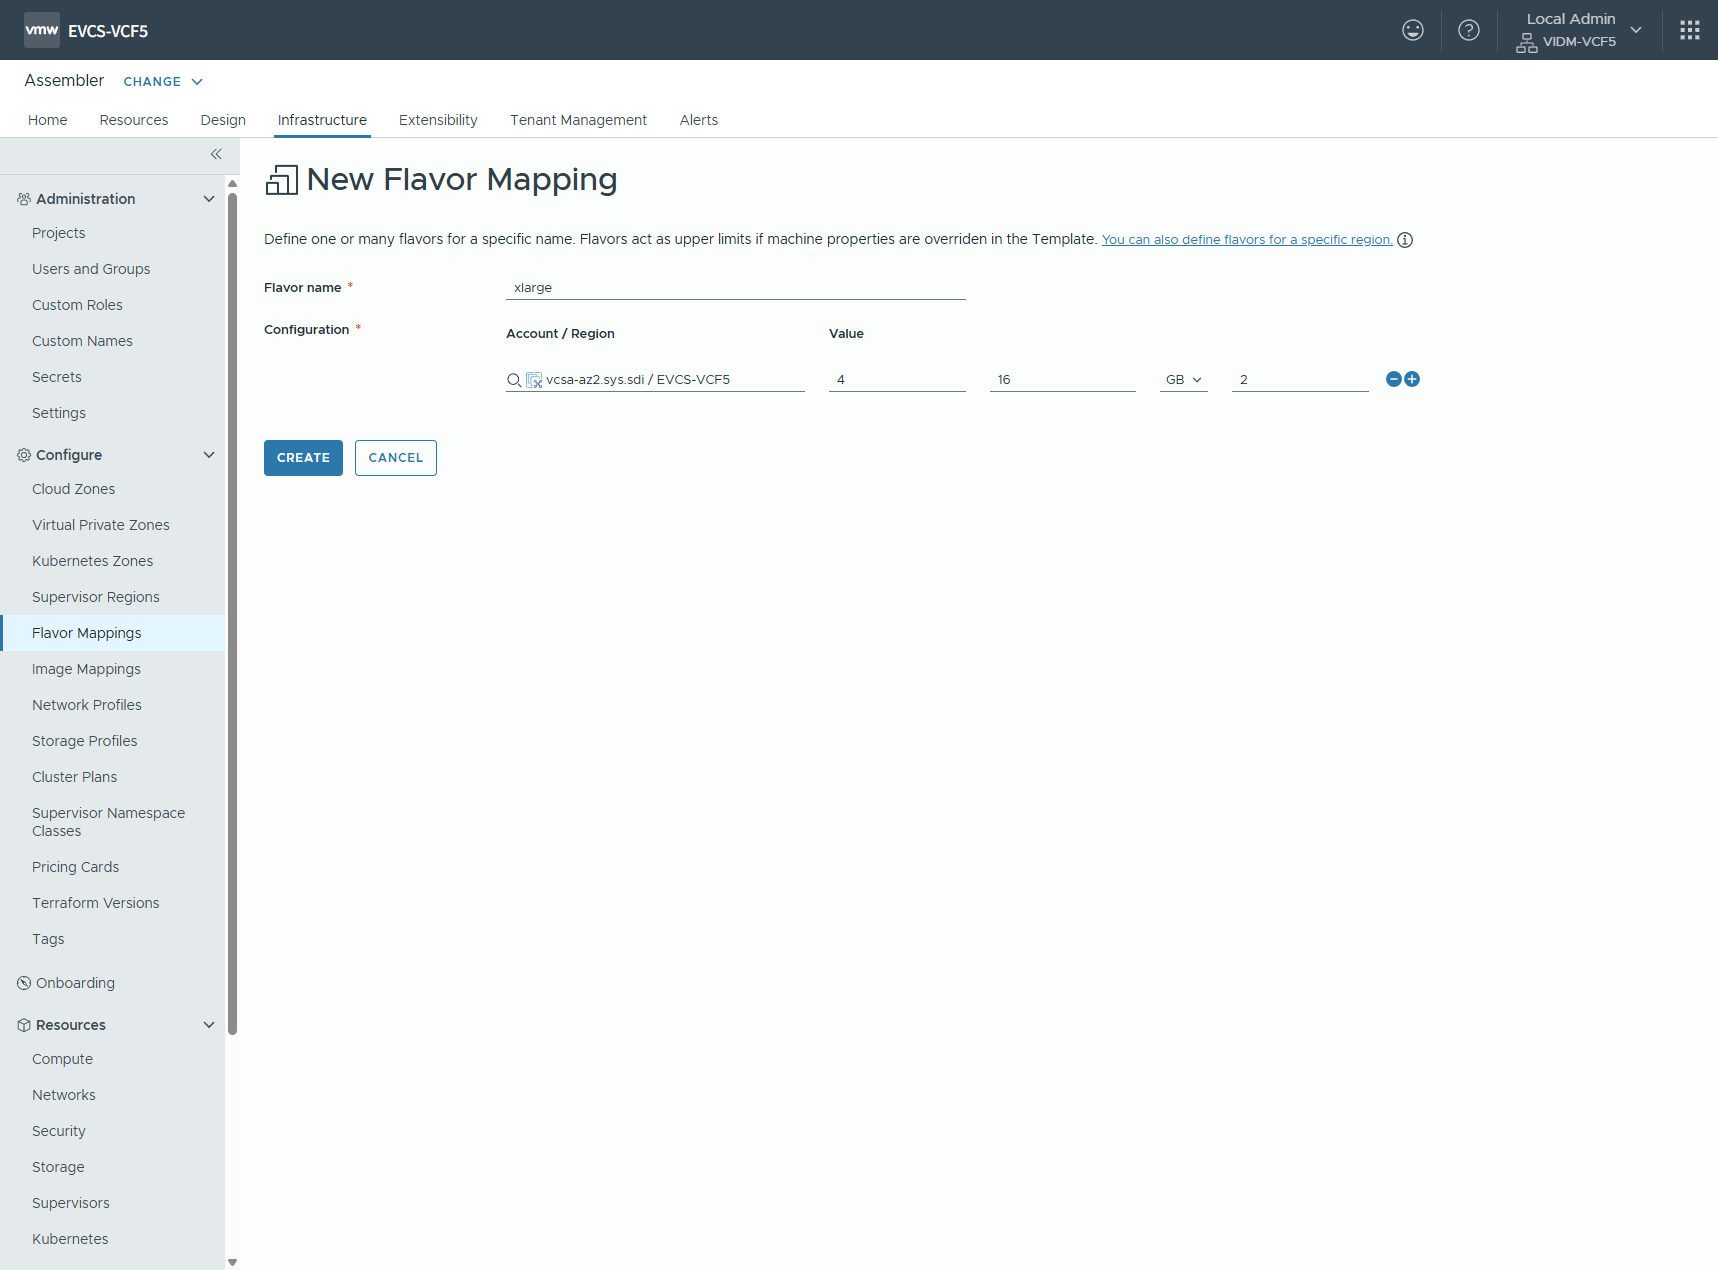 vmw EVCS-VCF5
Local Admin
VIDM-VCF5
Assembler CHANGE
Home Resources Design Infrastructure Extensibility Tenant Management Alerts
Administration
Projects
Users and Groups
Custom Roles
Custom Names
Secrets
Settings
Configure
Cloud Zones
Virtual Private Zones
Kubernetes Zones
Supervisor Regions
Flavor Mappings
Image Mappings
Network Profiles
Storage Profiles
Cluster Plans
Supervisor Namespace
Classes
Pricing Cards
Terraform Versions
Tags
Onboarding
Resources
Compute
Networks
Security
Storage
Supervisors
Kubernetes
New Flavor Mapping
Define one or many flavors for a specific name. Flavors act as upper limits if machine properties are overriden in the Template. You can also define flavors for a specific region.
Flavor name * xlarge
Configuration *
Account / Region Value
vcsa-az2.sys.sdi / EVCS-VCF5 4 16 GB 2
CREATE CANCEL